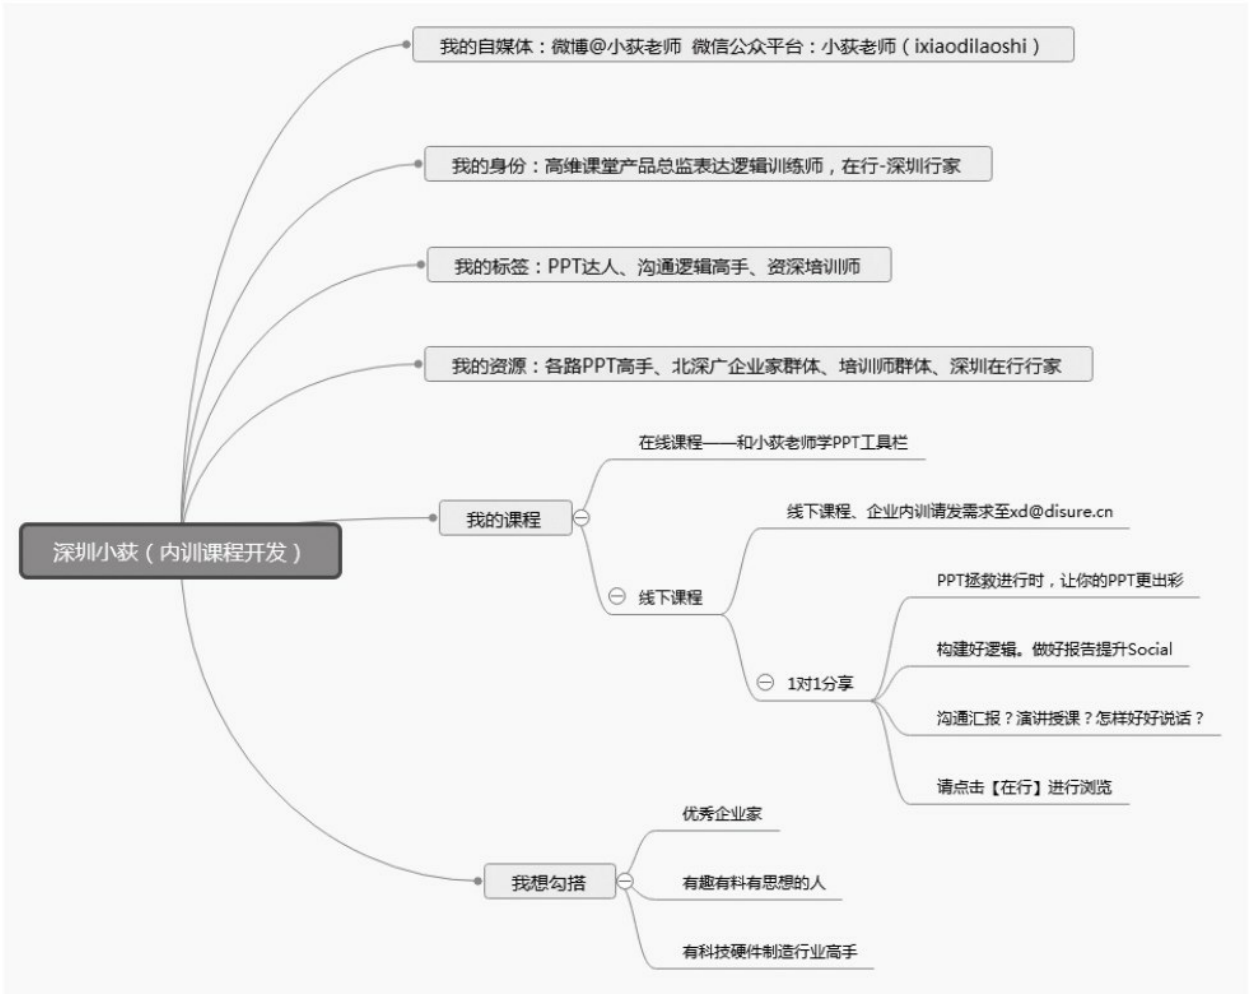 我的自媒体：微博@小荻老师 微信公众平台：小荻老师（ixiaodilaoshi）
我的身份：高维课堂产品总监表达逻辑训练师，在行-深圳行家
我的标签：PPT达人、沟通逻辑高手、资深培训师
我的资源：各路PPT高手、北深广企业家群体、培训师群体、深圳在行行家
在线课程——和小荻老师学PPT工具栏
我的课程
线下课程、企业内训请发需求至xd@disure.cn
深圳小荻（内训课程开发）
PPT拯救进行时，让你的PPT更出彩
线下课程
构建好逻辑。做好报告提升Social
1对1分享
沟通汇报？演讲授课？怎样好好说话？
请点击【在行】进行浏览
优秀企业家
我想勾搭
有趣有料有思想的人
有科技硬件制造行业高手